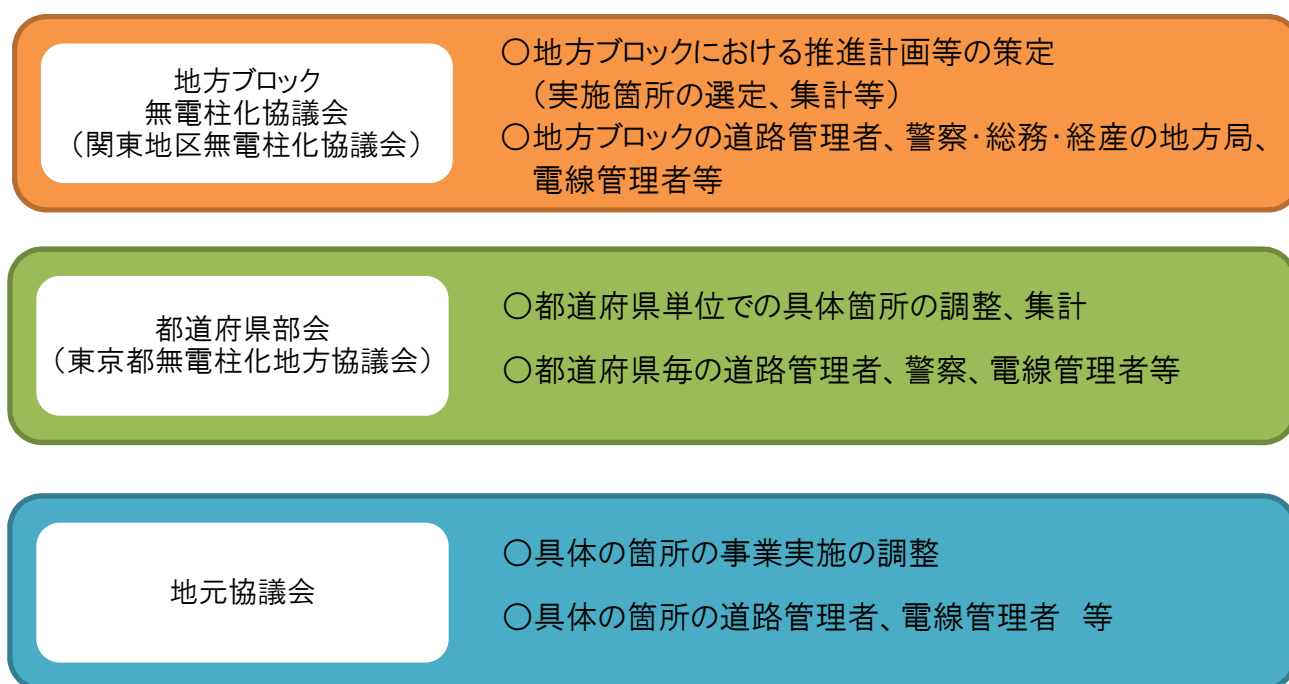 地方ブロック
無電柱化協議会
（関東地区無電柱化協議会）
○地方ブロックにおける推進計画等の策定
（実施箇所の選定、集計等）
○地方ブロックの道路管理者、警察・総務・経産の地方局、
電線管理者等
都道府県部会
（東京都無電柱化地方協議会）
○都道府県単位での具体箇所の調整、集計
○都道府県毎の道路管理者、警察、電線管理者等
地元協議会
○具体の箇所の事業実施の調整
○具体の箇所の道路管理者、電線管理者　等